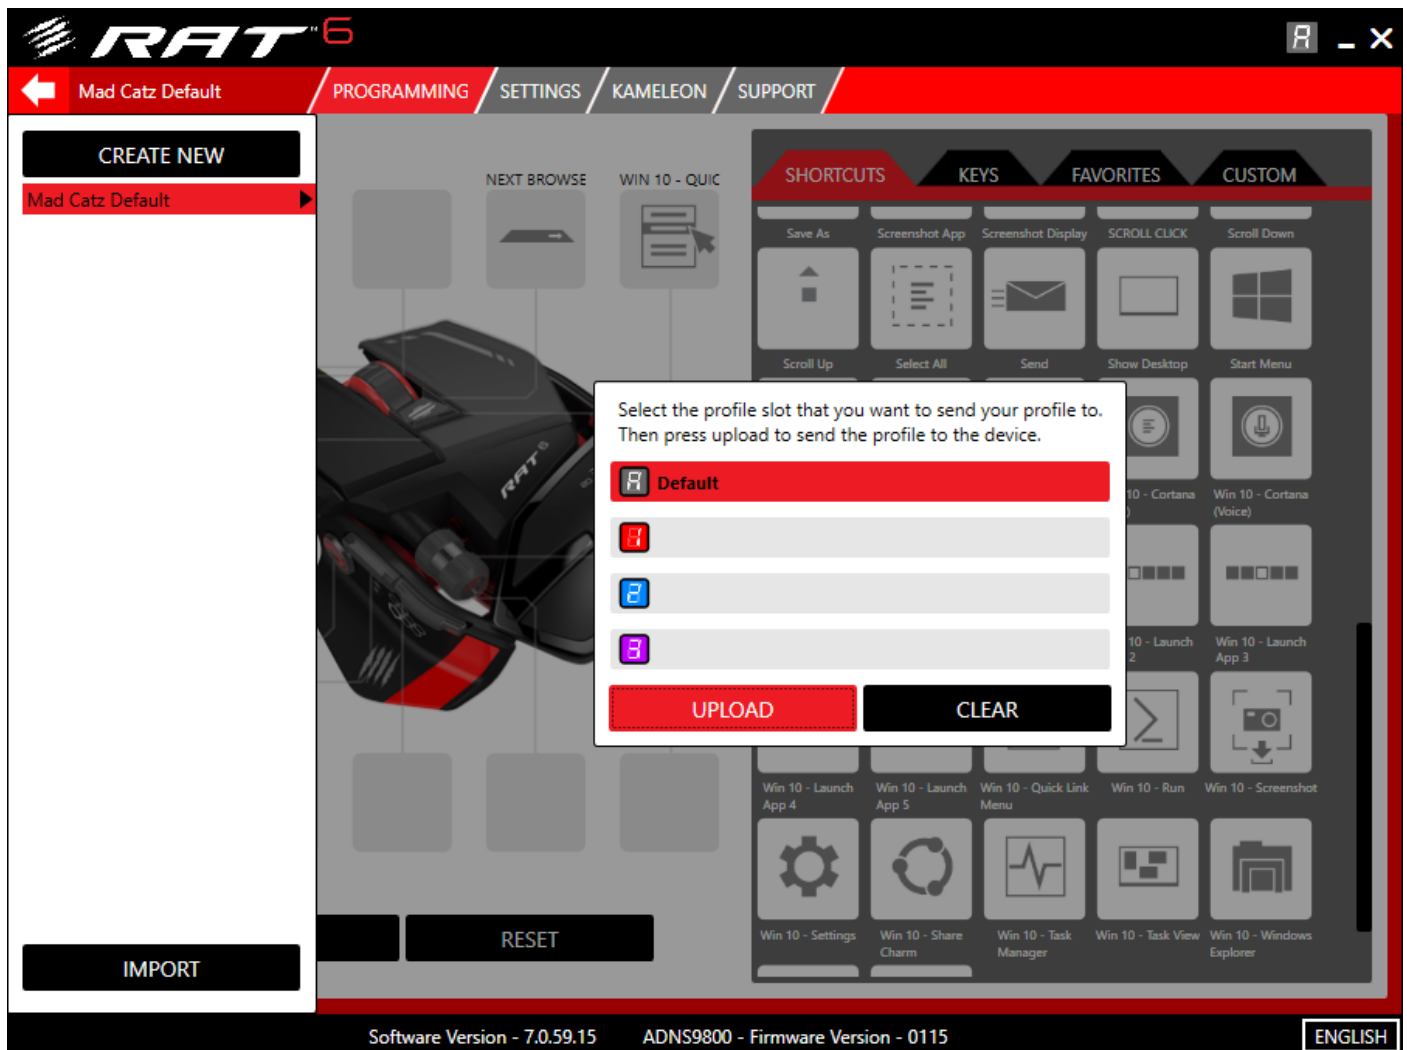 RAT™6
A
Mad Catz Default
PROGRAMMING
SETTINGS
KAMELEON
SUPPORT
CREATE NEW
Mad Catz Default
IMPORT
NEXT BROWSE
WIN 10 - QUIC
RAT 6
RESET
SHORTCUTS
KEYS
FAVORITES
CUSTOM
Save As
Screenshot App
Screenshot Display
SCROLL CLICK
Scroll Down
Scroll Up
Select All
Send
Show Desktop
Start Menu
Select the profile slot that you want to send your profile to.
Then press upload to send the profile to the device.
A Default
1
2
3
UPLOAD
CLEAR
10 - Cortana
)
Win 10 - Cortana
(Voice)
10 - Launch
2
Win 10 - Launch
App 3
Win 10 - Launch
App 4
Win 10 - Launch
App 5
Win 10 - Quick Link
Menu
Win 10 - Run
Win 10 - Screenshot
Win 10 - Settings
Win 10 - Share
Charm
Win 10 - Task
Manager
Win 10 - Task View
Win 10 - Windows
Explorer
Software Version - 7.0.59.15
ADNS9800 - Firmware Version - 0115
ENGLISH